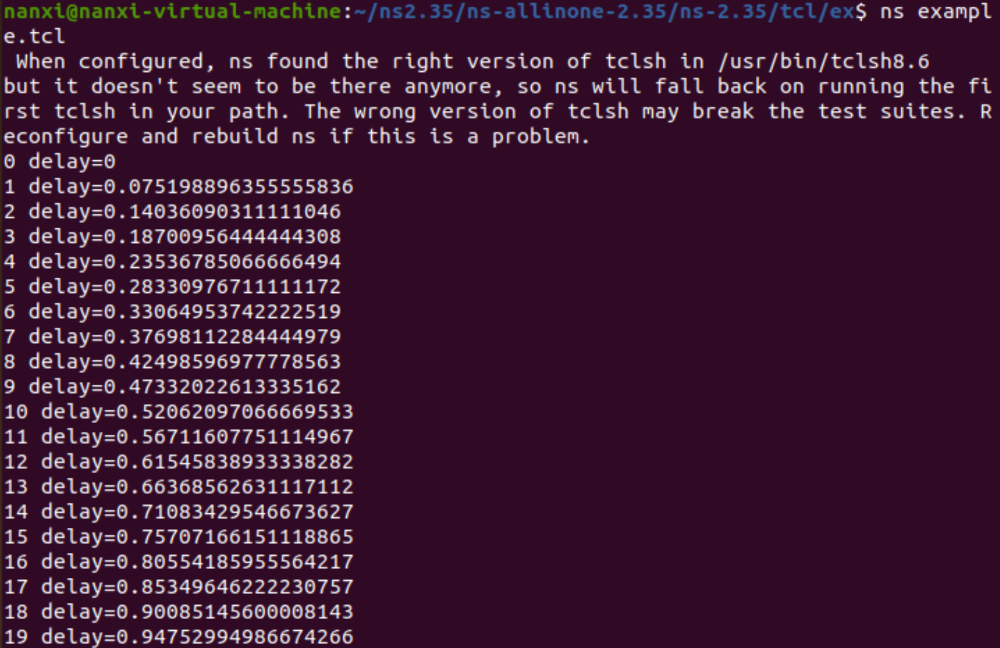 nanxi@nanxi-virtual-machine:~/ns2.35/ns-allinone-2.35/ns-2.35/tcl/ex$ ns exampl
e.tcl
 When configured, ns found the right version of tclsh in /usr/bin/tclsh8.6
but it doesn't seem to be there anymore, so ns will fall back on running the fi
rst tclsh in your path. The wrong version of tclsh may break the test suites. R
econfigure and rebuild ns if this is a problem.
0 delay=0
1 delay=0.075198896355555836
2 delay=0.14036090311111046
3 delay=0.18700956444444308
4 delay=0.23536785066666494
5 delay=0.28330976711111172
6 delay=0.33064953742222519
7 delay=0.37698112284444979
8 delay=0.42498596977778563
9 delay=0.47332022613335162
10 delay=0.52062097066669533
11 delay=0.56711607751114967
12 delay=0.61545838933338282
13 delay=0.66368562631117112
14 delay=0.71083429546673627
15 delay=0.75707166151118865
16 delay=0.80554185955564217
17 delay=0.85349646222230757
18 delay=0.90085145600008143
19 delay=0.94752994986674266